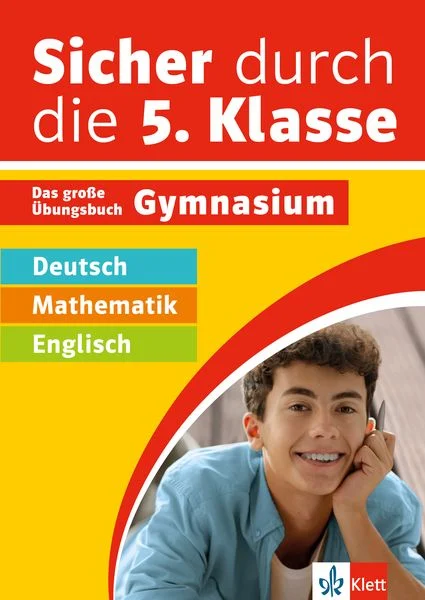 Sicher durch
die 5. Klasse
Das große
Übungsbuch Gymnasium
Deutsch
Mathematik
Englisch
Klett